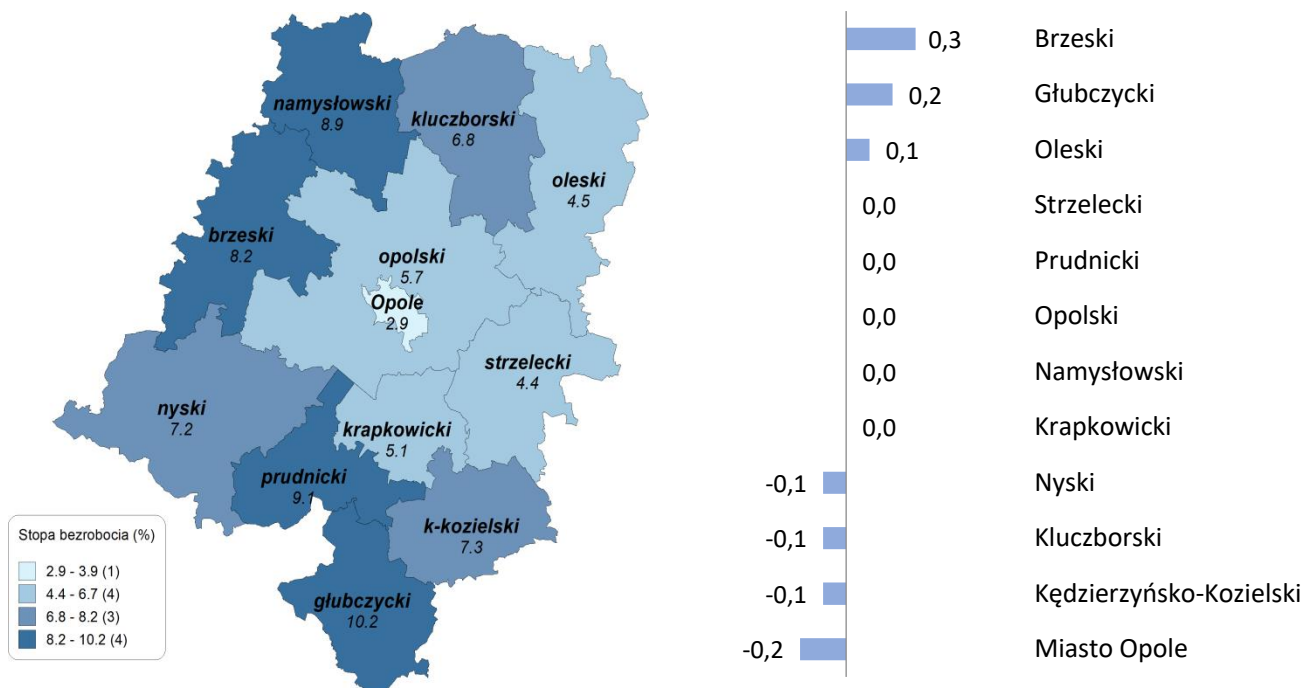 namysłowski
8.9
kluczborski
6.8
oleski
4.5
brzeski
8.2
opolski
5.7
Opole
2.9
strzelecki
4.4
nyski
7.2
krapkowicki
5.1
prudnicki
9.1
k-kozielski
7.3
głubczycki
10.2
Stopa bezrobocia (%)
2.9 - 3.9 (1)
4.4 - 6.7 (4)
6.8 - 8.2 (3)
8.2 - 10.2 (4)
0,3 Brzeski
0,2 Głubczycki
0,1 Oleski
0,0 Strzelecki
0,0 Prudnicki
0,0 Opolski
0,0 Namysłowski
0,0 Krapkowicki
-0,1 Nyski
-0,1 Kluczborski
-0,1 Kędzierzyńsko-Kozielski
-0,2 Miasto Opole